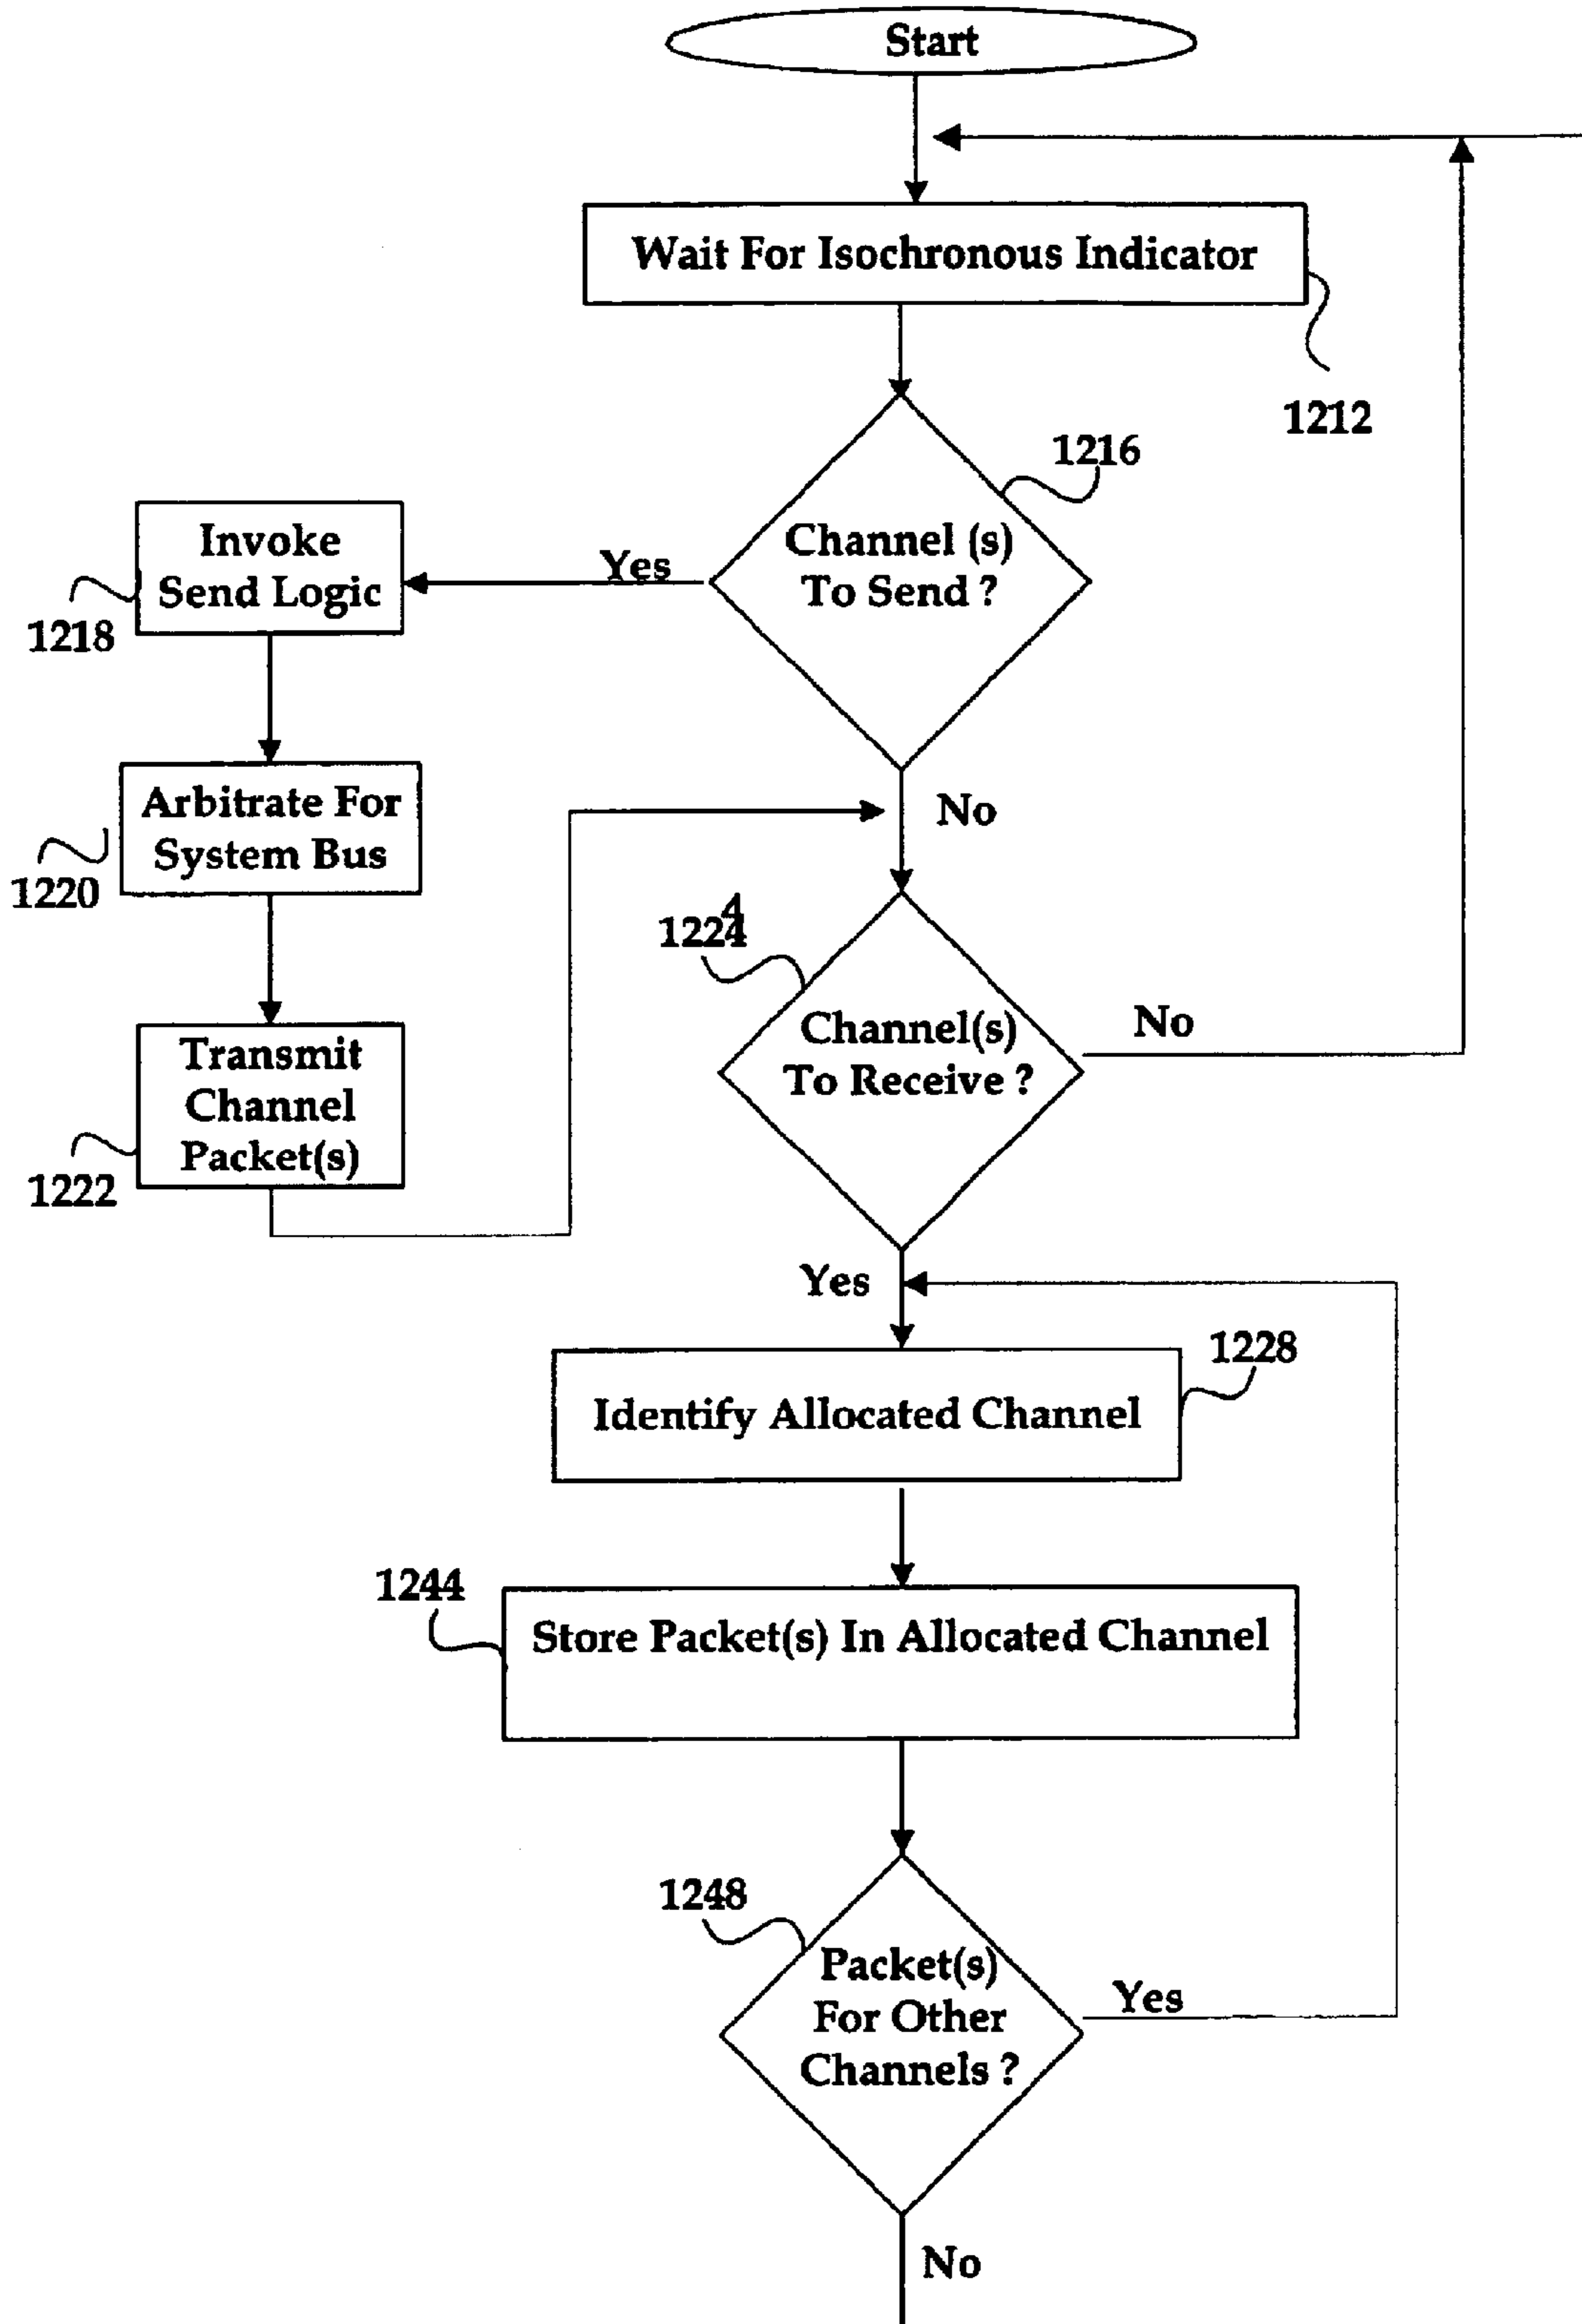 Start
Wait For Isochronous Indicator
1212
1216
Channel (s)
To Send ?
Yes
Invoke
Send Logic
1218
No
Arbitrate For
System Bus
1220
4
1224
Channel(s)
To Receive ?
No
Transmit
Channel
Packet(s)
1222
Yes
1228
Identify Allocated Channel
1244
Store Packet(s) In Allocated Channel
1248
Packet(s)
For Other
Channels ?
Yes
No